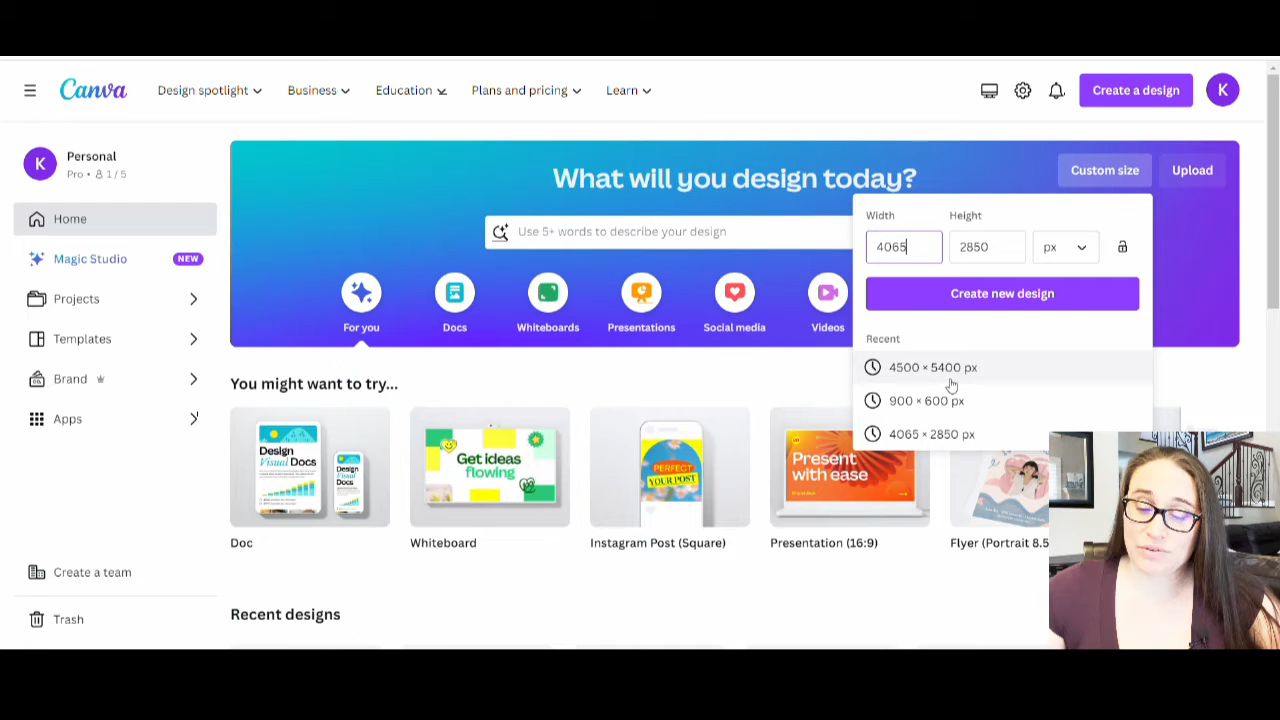 Canva
Design spotlight
Business
Education
Plans and pricing
Learn
Create a design
K
K
Personal
Pro • 1 / 5
Home
Magic Studio
NEW
Projects
Templates
Brand
Apps
Create a team
Trash
What will you design today?
Custom size
Upload
Use 5+ words to describe your design
For you
Docs
Whiteboards
Presentations
Social media
Videos
Width
Height
4065
2850
px
Create new design
Recent
4500 × 5400 px
900 × 600 px
4065 × 2850 px
You might want to try...
Design
Visual Docs
Design
Visual Docs
Doc
Get ideas
flowing
Whiteboard
PERFECT
YOUR POST
Instagram Post (Square)
Present
with ease
Presentation (16:9)
Flyer (Portrait 8.5
Recent designs